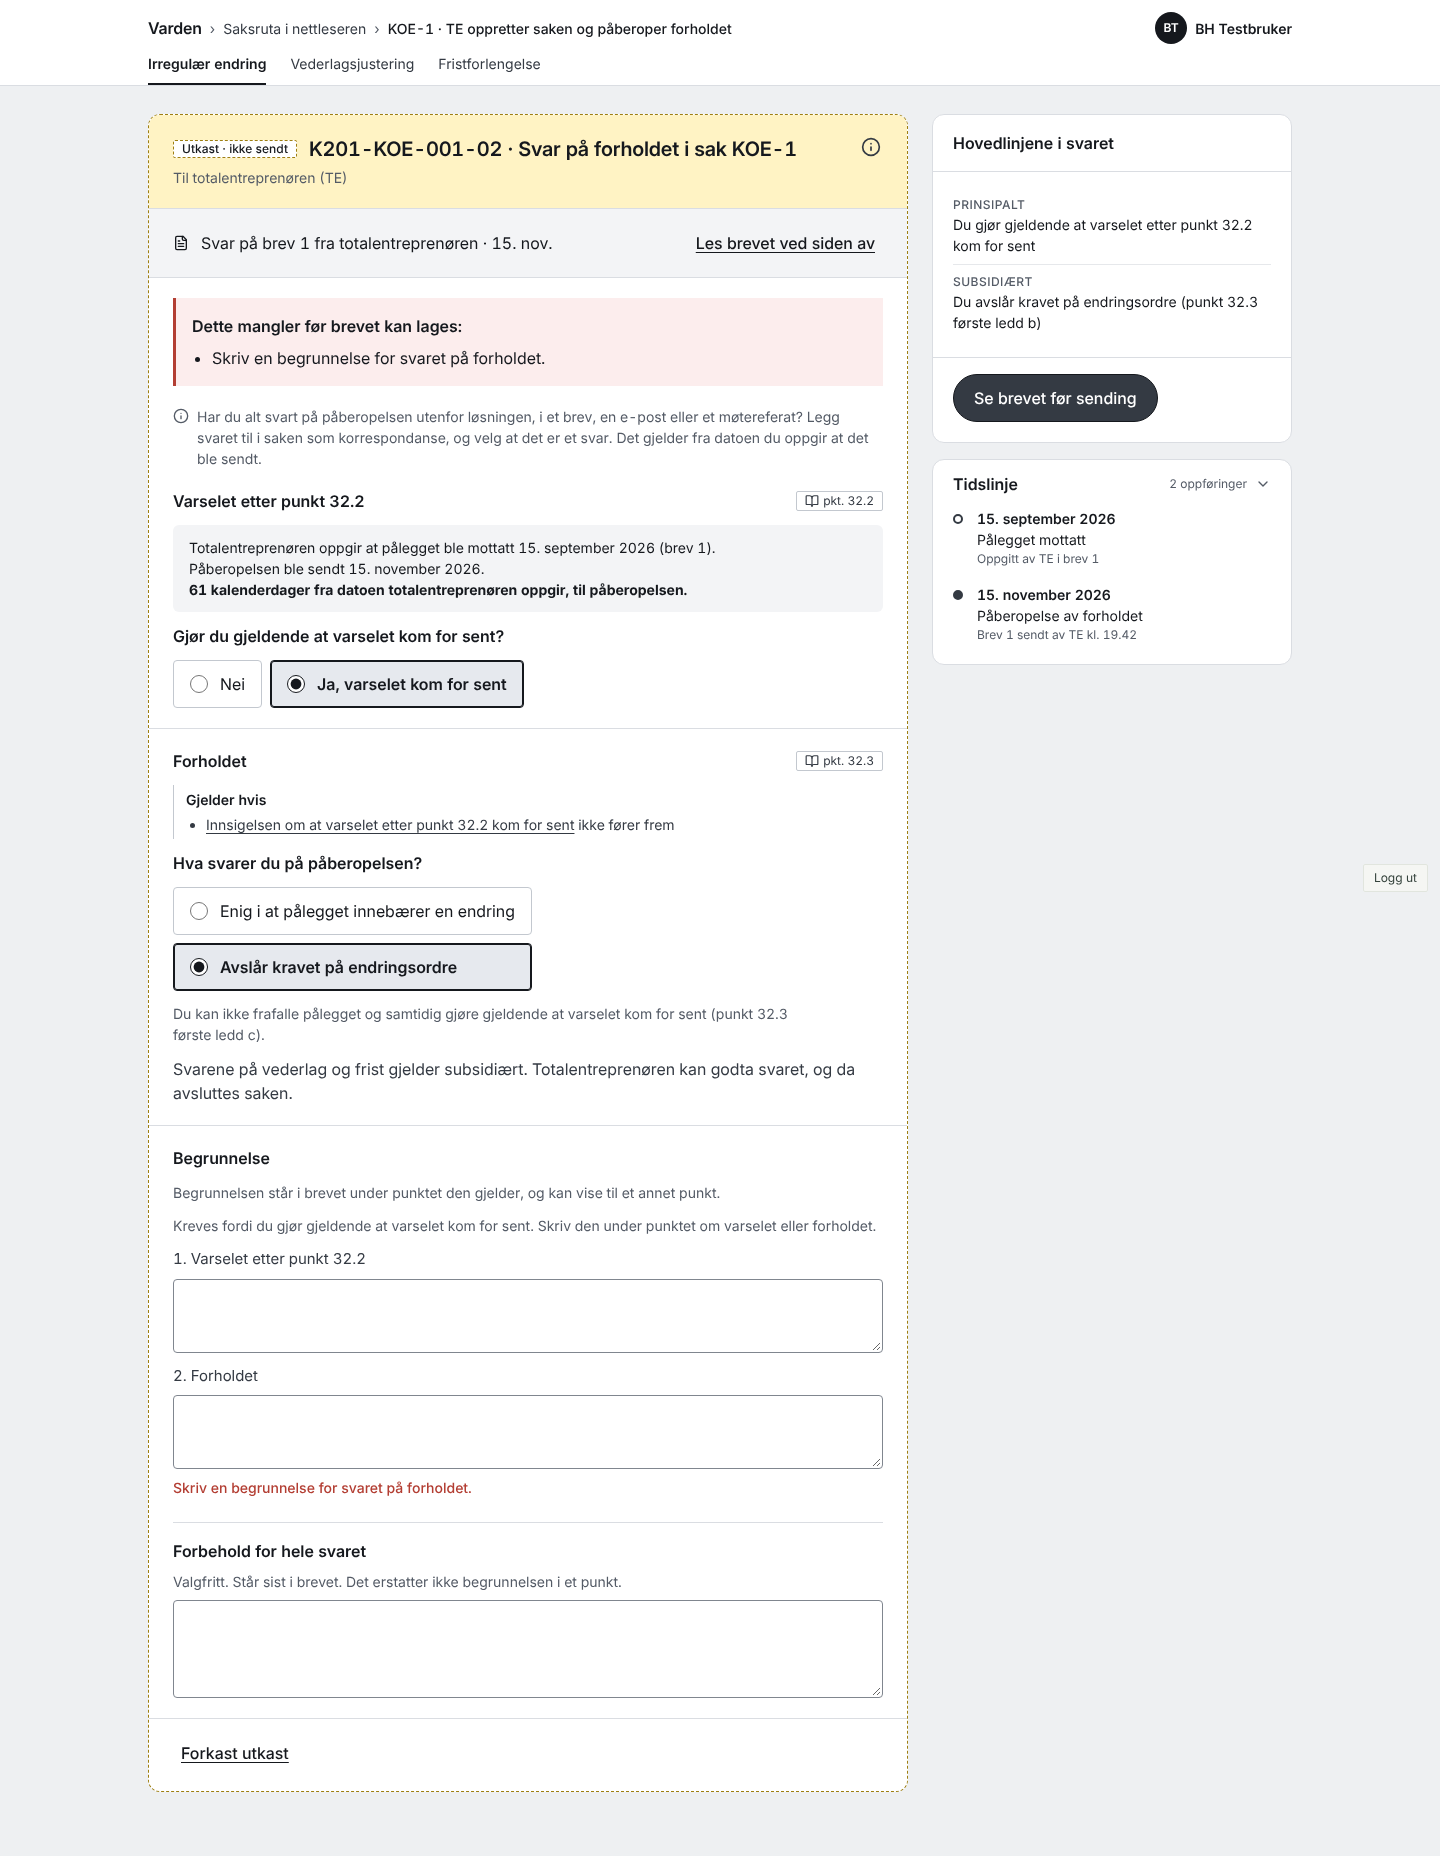 Varden › Saksruta i nettleseren › KOE-1 · TE oppretter saken og påberoper forholdet
BT BH Testbruker
Irregulær endring Vederlagsjustering Fristforlengelse
Utkast · ikke sendt K201-KOE-001-02 · Svar på forholdet i sak KOE-1
Til totalentreprenøren (TE)
Svar på brev 1 fra totalentreprenøren · 15. nov. Les brevet ved siden av
Dette mangler før brevet kan lages:
• Skriv en begrunnelse for svaret på forholdet.
Har du alt svart på påberopelsen utenfor løsningen, i et brev, en e-post eller et møtereferat? Legg
svaret til i saken som korrespondanse, og velg at det er et svar. Det gjelder fra datoen du oppgir at det
ble sendt.
Varselet etter punkt 32.2 pkt. 32.2
Totalentreprenøren oppgir at pålegget ble mottatt 15. september 2026 (brev 1).
Påberopelsen ble sendt 15. november 2026.
61 kalenderdager fra datoen totalentreprenøren oppgir, til påberopelsen.
Gjør du gjeldende at varselet kom for sent?
Nei Ja, varselet kom for sent
Forholdet pkt. 32.3
Gjelder hvis
• Innsigelsen om at varselet etter punkt 32.2 kom for sent ikke fører frem
Hva svarer du på påberopelsen?
Enig i at pålegget innebærer en endring
Avslår kravet på endringsordre
Du kan ikke frafalle pålegget og samtidig gjøre gjeldende at varselet kom for sent (punkt 32.3
første ledd c).
Svarene på vederlag og frist gjelder subsidiært. Totalentreprenøren kan godta svaret, og da
avsluttes saken.
Begrunnelse
Begrunnelsen står i brevet under punktet den gjelder, og kan vise til et annet punkt.
Kreves fordi du gjør gjeldende at varselet kom for sent. Skriv den under punktet om varselet eller forholdet.
1. Varselet etter punkt 32.2
2. Forholdet
Skriv en begrunnelse for svaret på forholdet.
Forbehold for hele svaret
Valgfritt. Står sist i brevet. Det erstatter ikke begrunnelsen i et punkt.
Forkast utkast
Hovedlinjene i svaret
PRINSIPALT
Du gjør gjeldende at varselet etter punkt 32.2
kom for sent
SUBSIDIÆRT
Du avslår kravet på endringsordre (punkt 32.3
første ledd b)
Se brevet før sending
Tidslinje 2 oppføringer
15. september 2026
Pålegget mottatt
Oppgitt av TE i brev 1
15. november 2026
Påberopelse av forholdet
Brev 1 sendt av TE kl. 19.42
Logg ut